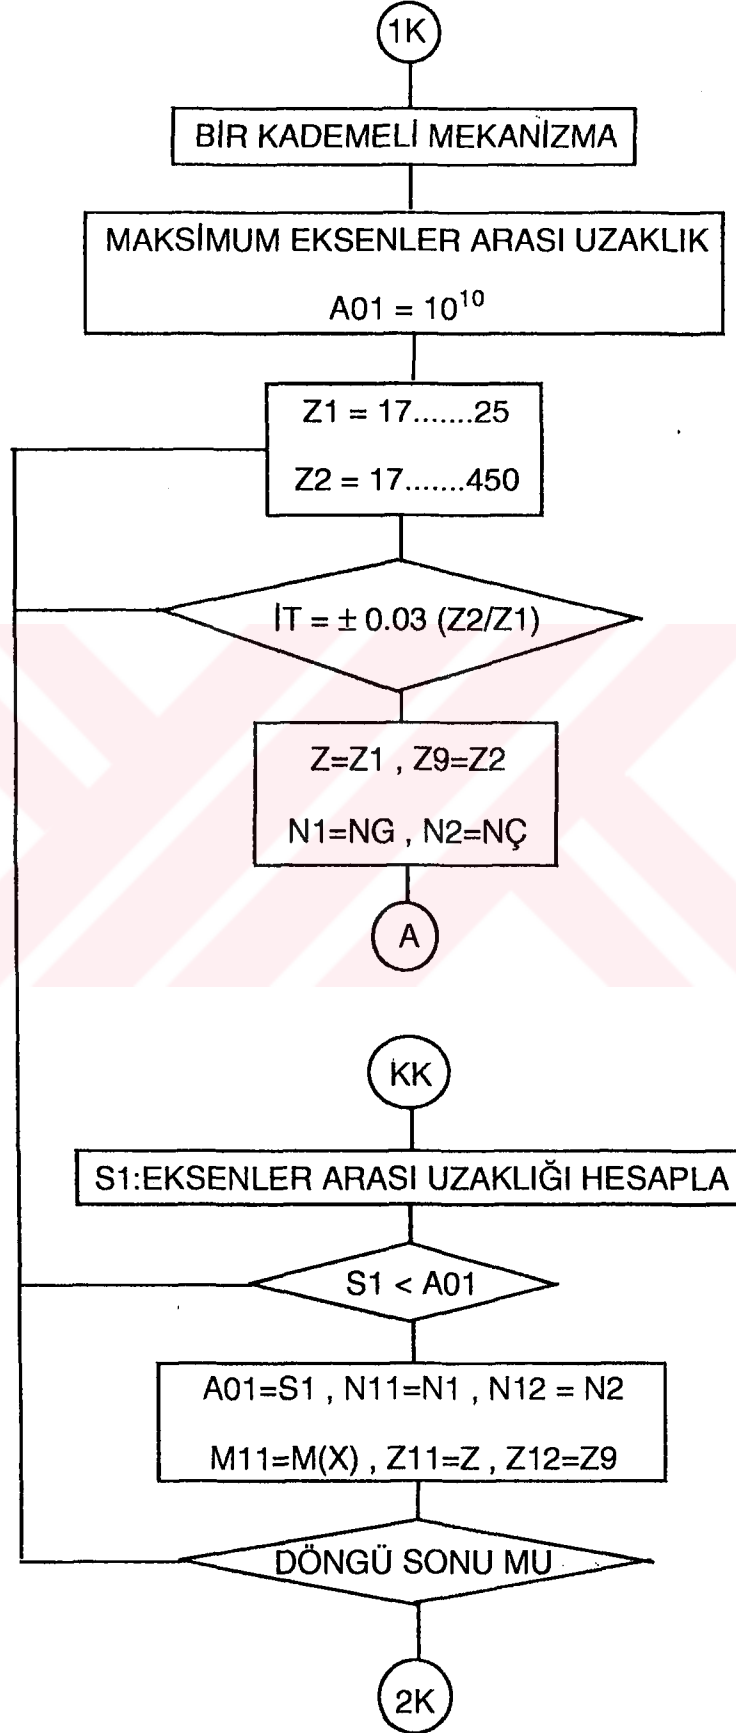 1K
BİR KADEMELİ MEKANİZMA
MAKSİMUM EKSENLER ARASI UZAKLIK
A01 = 10¹⁰
Z1 = 17.......25
Z2 = 17.......450
İT = ± 0.03 (Z2/Z1)
Z=Z1 , Z9=Z2
N1=NG , N2=NÇ
A
KK
S1:EKSENLER ARASI UZAKLIĞI HESAPLA
S1 < A01
A01=S1 , N11=N1 , N12 = N2
M11=M(X) , Z11=Z , Z12=Z9
DÖNGÜ SONU MU
2K